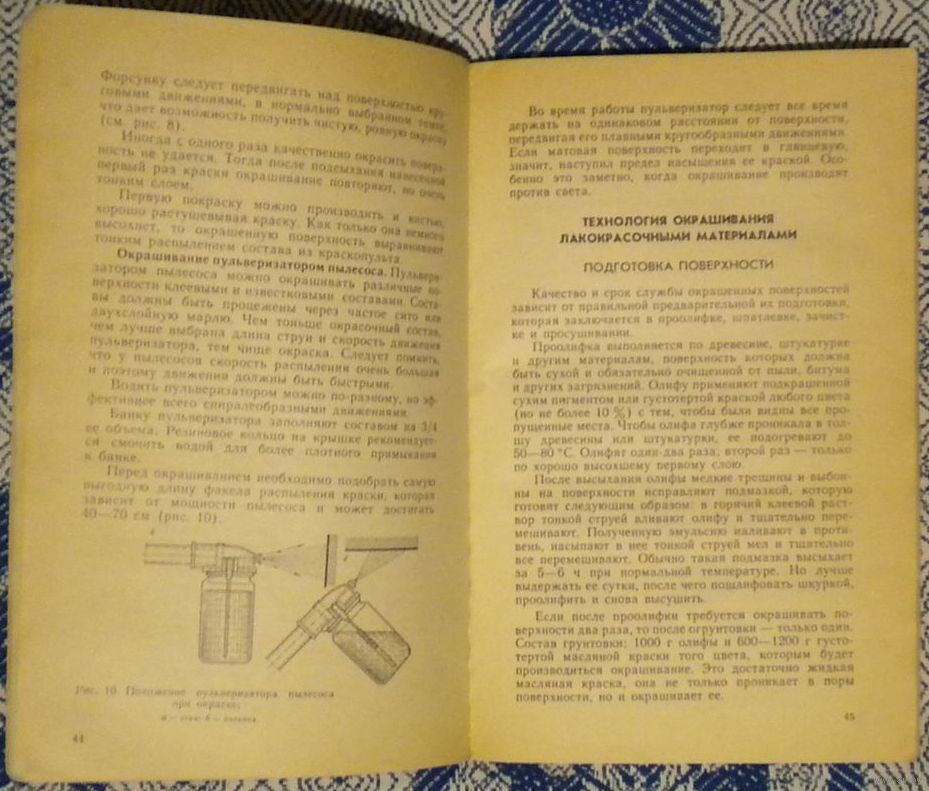 Форсунку следует передвигать над поверхностью кру-
говыми движениями, в нормально выбранном темпе,
что дает возможность получить чистую, ровную окраску
(см. рис. 8).
Иногда с одного раза качественно окрасить поверх-
ность не удается. Тогда после подсыхания нанесенной
первый раз краски окрашивание повторяют, но очень
тонким слоем.
Первую покраску можно производить и кистью,
хорошо растушевывая краску. Как только она немного
высохнет, то окрашенную поверхность выравнивают
тонким распылением состава из краскопульта.
Окрашивание пульверизатором пылесоса. Пульвери-
затором пылесоса можно окрашивать различные по-
верхности клеевыми и известковыми составами. Соста-
вы должны быть процежены через частое сито или
двухслойную марлю. Чем тоньше окрасочный состав,
чем лучше выбрана длина струи и скорость движения
пульверизатора, тем чище окраска. Следует помнить,
что у пылесосов скорость распыления очень большая
и поэтому движения должны быть быстрыми.
Водить пульверизатором можно по-разному, но эф-
фективнее всего спиралеобразными движениями.
Банку пульверизатора заполняют составом на 3/4
ее объема. Резиновое кольцо на крышке рекомендует-
ся смочить водой для более плотного примыкания
к банке.
Перед окрашиванием необходимо подобрать самую
выгодную длину факела распыления краски, которая
зависит от мощности пылесоса и может достигать
40—70 см (рис. 10).
Рис. 10. Положение пульверизатора пылесоса
при окраске:
а — стен; б — потолка
44
Во время работы пульверизатор следует все время
держать на одинаковом расстоянии от поверхности,
передвигая его плавными кругообразными движениями.
Если матовая поверхность переходит в глянцевую,
значит, наступил предел насыщения ее краской. Осо-
бенно это заметно, когда окрашивание производят
против света.
ТЕХНОЛОГИЯ ОКРАШИВАНИЯ
ЛАКОКРАСОЧНЫМИ МАТЕРИАЛАМИ
ПОДГОТОВКА ПОВЕРХНОСТИ
Качество и срок службы окрашенных поверхностей
зависит от правильной предварительной их подготовки,
которая заключается в проолифке, шпатлевке, зачист-
ке и просушивании.
Проолифка выполняется по древесине, штукатурке
и другим материалам, поверхность которых должна
быть сухой и обязательно очищенной от пыли, битума
и других загрязнений. Олифу применяют подкрашенной
сухим пигментом или густотертой краской любого цвета
(но не более 10 %) с тем, чтобы были видны все про-
пущенные места. Чтобы олифа глубже проникала в тол-
щу древесины или штукатурки, ее подогревают до
50—80 °С. Олифят один-два раза, второй раз — только
по хорошо высохшему первому слою.
После высыхания олифы мелкие трещины и выбои-
ны на поверхности исправляют подмазкой, которую
готовят следующим образом: в горячий клеевой раст-
вор тонкой струей вливают олифу и тщательно пере-
мешивают. Полученную эмульсию наливают в проти-
вень, насыпают в нее тонкой струей мел и тщательно
все перемешивают. Обычно такая подмазка высыхает
за 5—6 ч при нормальной температуре. Но лучше
выдержать ее сутки, после чего пошлифовать шкуркой,
проолифить и снова высушить.
Если после проолифки требуется окрашивать по-
верхности два раза, то после огрунтовки — только один.
Состав грунтовки: 1000 г олифы и 600—1200 г густо-
тертой масляной краски того цвета, которым будет
производиться окрашивание. Это достаточно жидкая
масляная краска, она не только проникает в поры
поверхности, но и окрашивает ее.
45